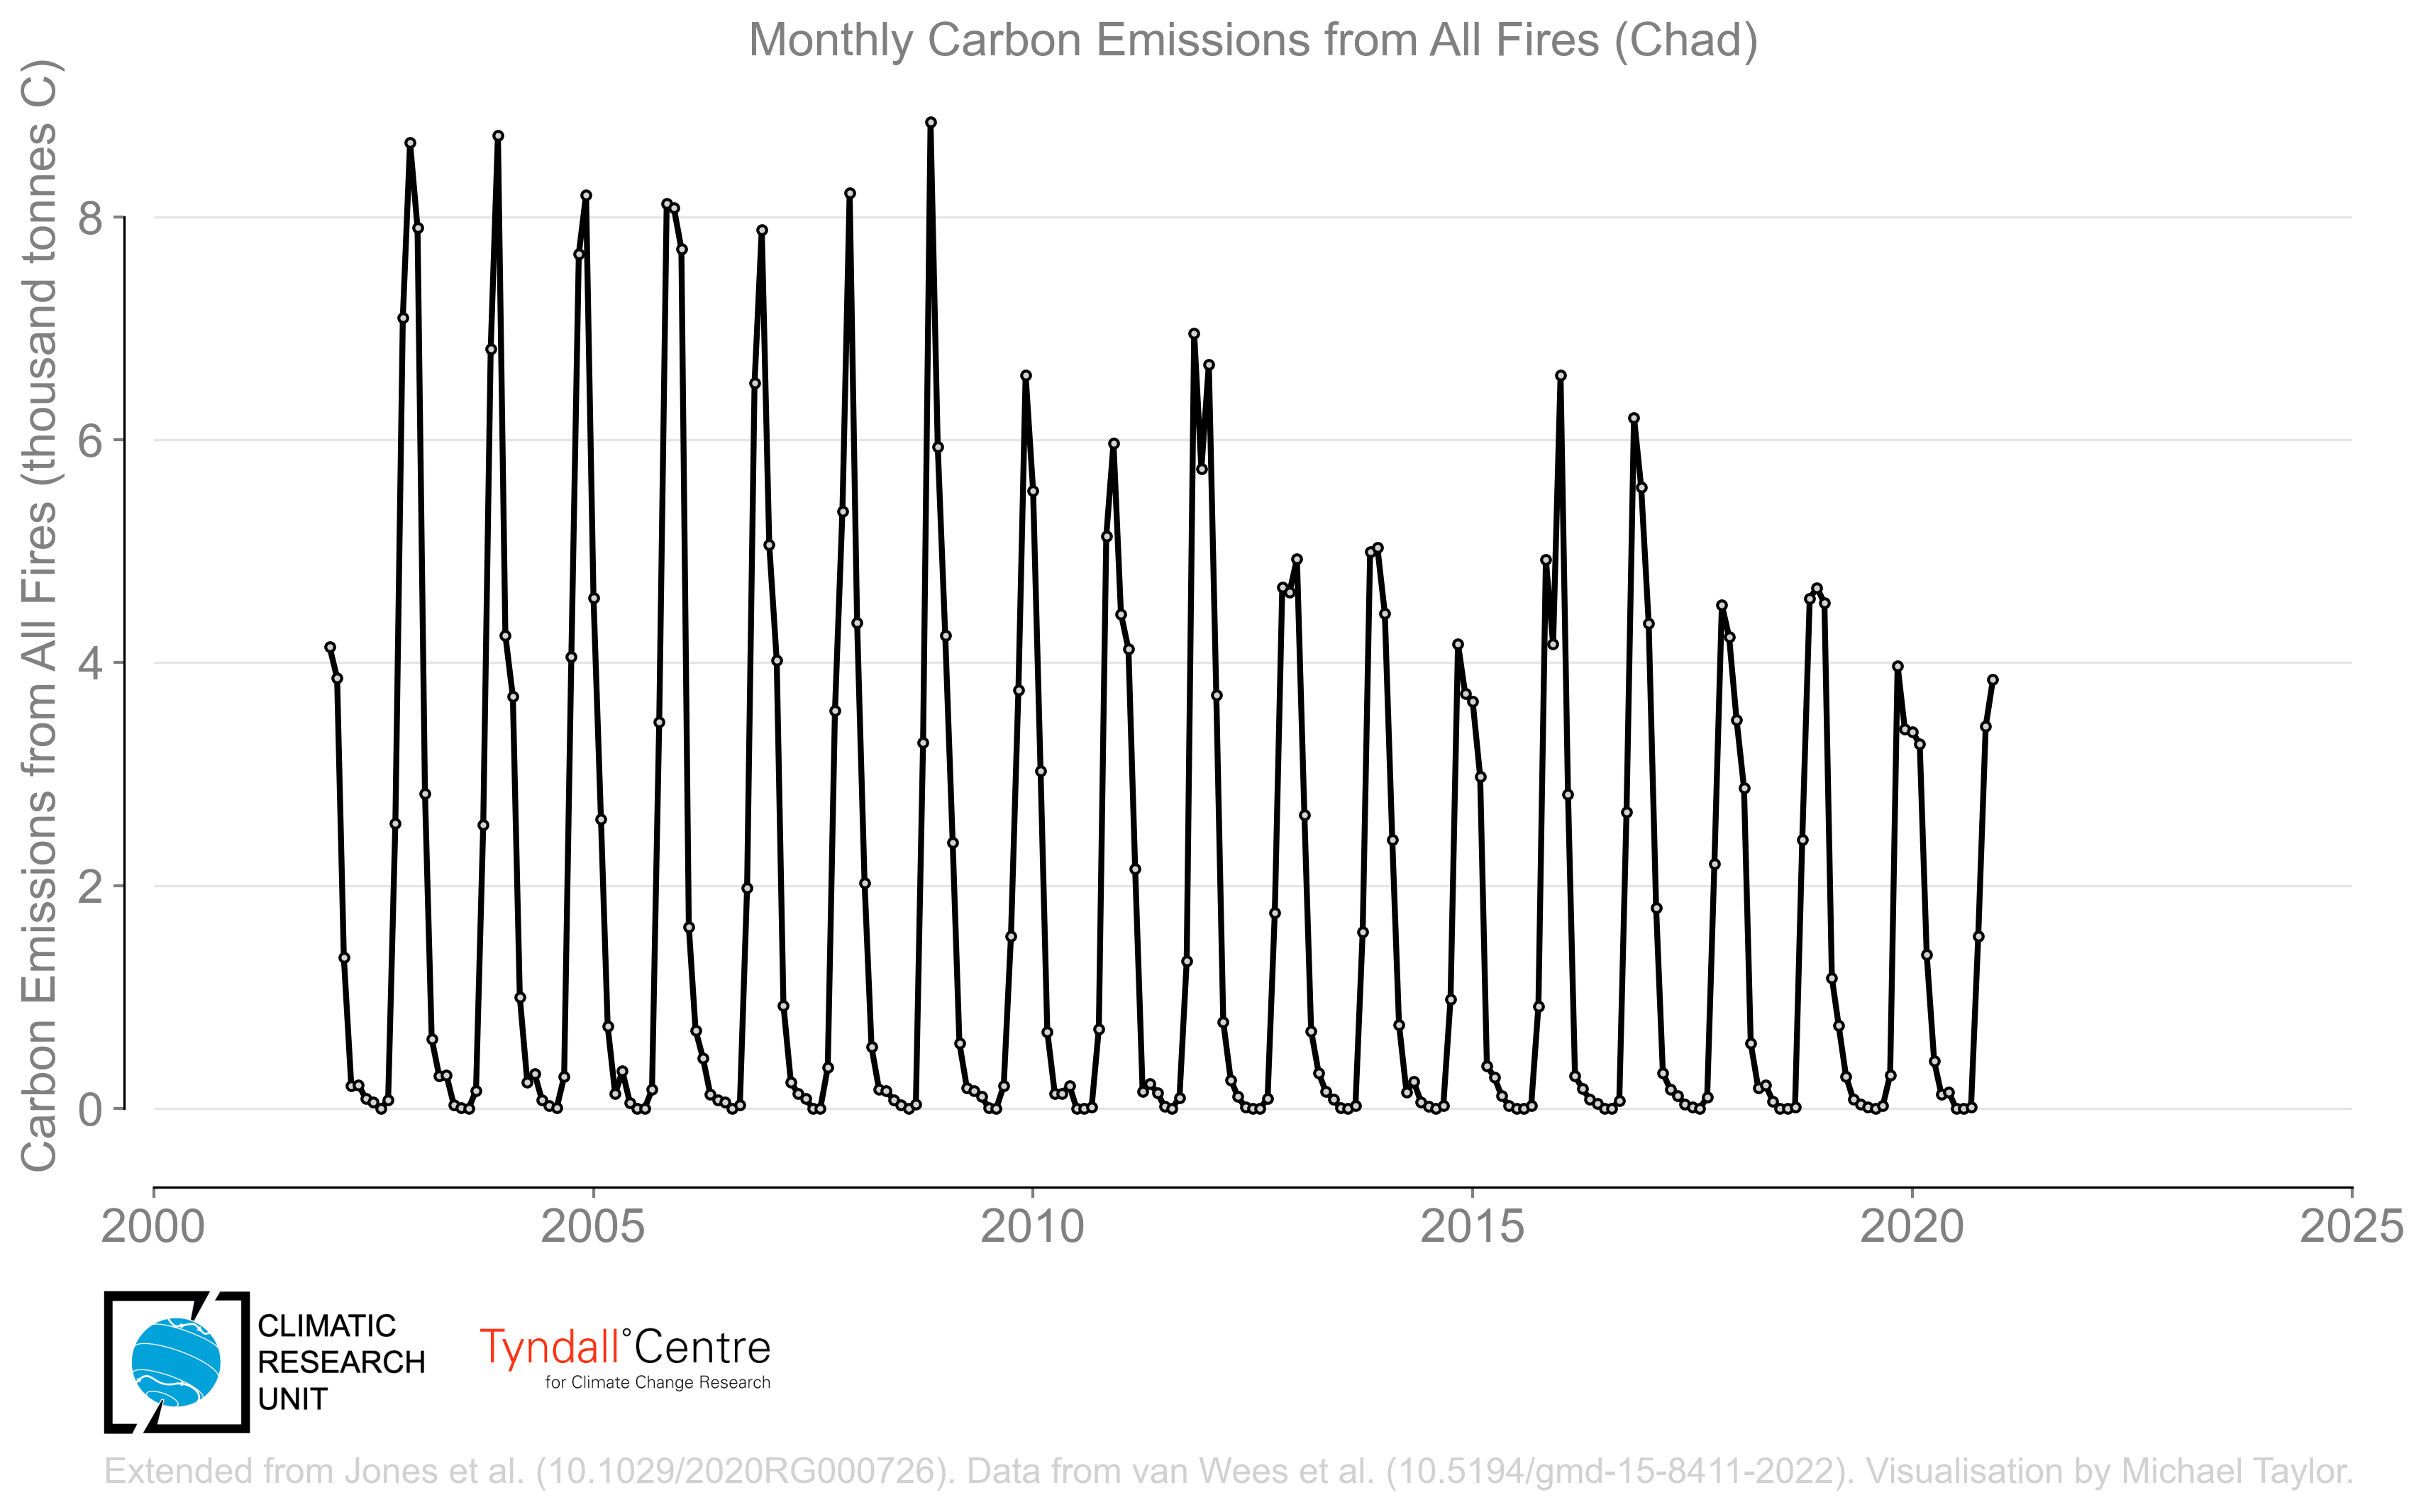 Monthly Carbon Emissions from All Fires (Chad)
Carbon Emissions from All Fires (thousand tonnes C)
8
6
4
2
0
2000 2005 2010 2015 2020 2025
CLIMATIC
RESEARCH
UNIT
Tyndall°Centre
for Climate Change Research
Extended from Jones et al. (10.1029/2020RG000726). Data from van Wees et al. (10.5194/gmd-15-8411-2022). Visualisation by Michael Taylor.